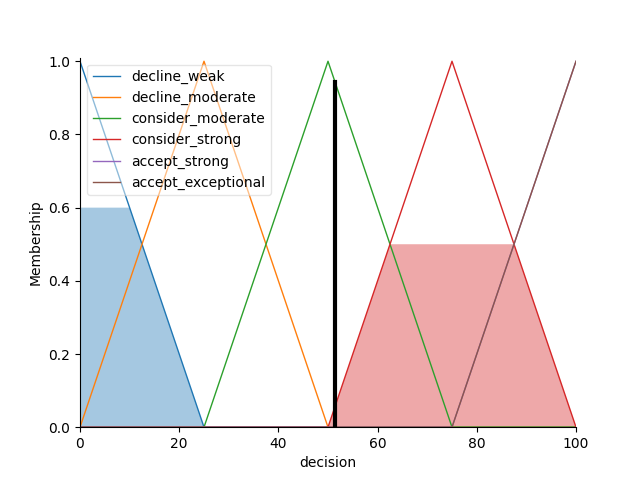 1.0
0.8
0.6
0.4
0.2
0.0
Membership
decline_weak
decline_moderate
consider_moderate
consider_strong
accept_strong
accept_exceptional
0 20 40 60 80 100
decision